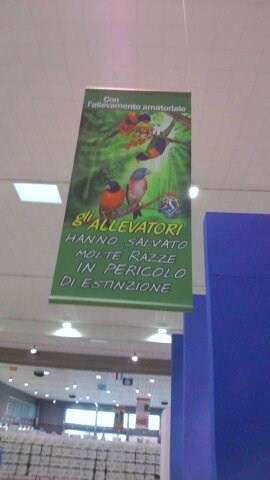 Con
l'allevamento amatoriale
gli ALLEVATORI
HANNO SALVATO
MOLTE RAZZE
IN PERICOLO
DI ESTINZIONE